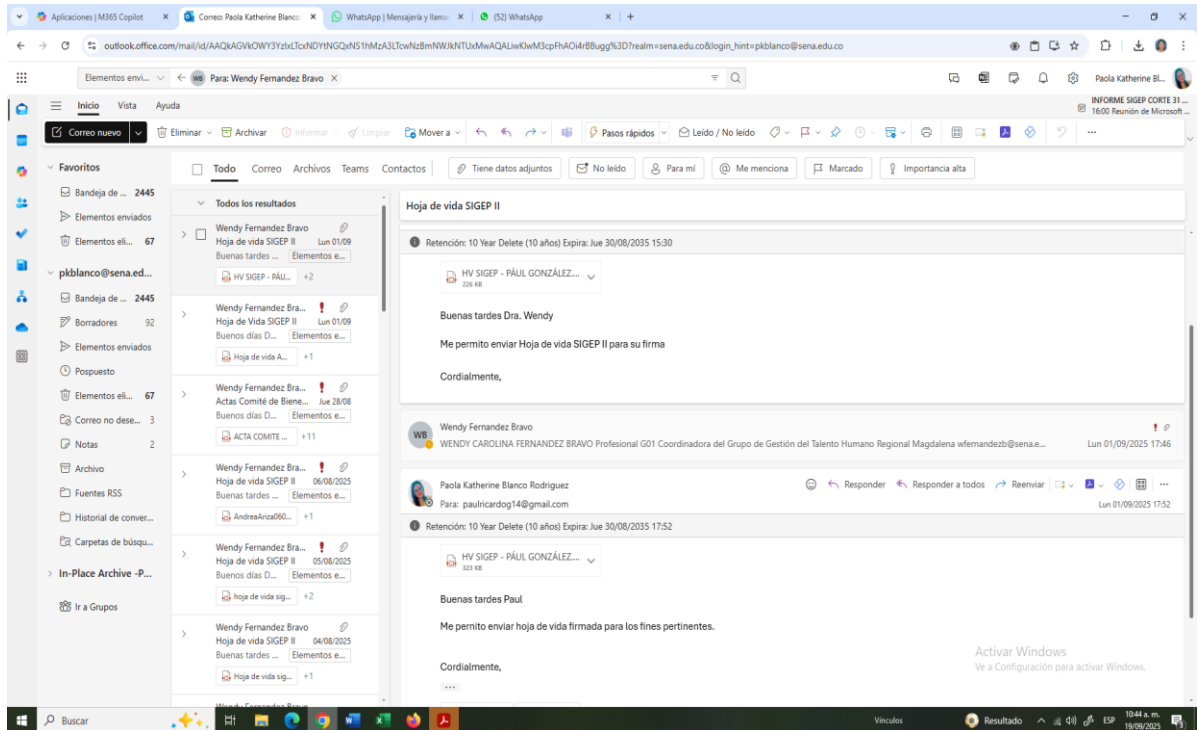 Aplicaciones | M365 Copilot
Correo: Paola Katherine Blanco
WhatsApp | Mensajería y llamad
(52) WhatsApp
outlook.office.com/mail/id/
?realm=sena.edu.co&login_hint=pkblanco@sena.edu.co
Elementos envi...
WB Para: Wendy Fernandez Bravo
Paola Katherine Bl...
Inicio Vista Ayuda
INFORME SIGEP CORTE 31 ...
16:00 Reunión de Microsoft ...
Correo nuevo Eliminar Archivar Informar Limpiar Mover a Pasos rápidos Leído / No leído
Favoritos
Bandeja de ... 2445
Elementos enviados
Elementos eli... 67
pkblanco@sena.ed...
Bandeja de ... 2445
Borradores 92
Elementos enviados
Pospuesto
Elementos eli... 67
Correo no dese... 3
Notas 2
Archivo
Fuentes RSS
Historial de conver...
Carpetas de búsqu...
In-Place Archive -P...
Ir a Grupos
Todo Correo Archivos Teams Contactos
Tiene datos adjuntos No leído Para mí Me menciona Marcado Importancia alta
Todos los resultados
Wendy Fernandez Bravo
Hoja de vida SIGEP II Lun 01/09
Buenas tardes ... Elementos e...
HV SIGEP - PÁU... +2
Wendy Fernandez Bra...
Hoja de Vida SIGEP II Lun 01/09
Buenos días D... Elementos e...
Hoja de vida A... +1
Wendy Fernandez Bra...
Actas Comité de Biene... Jue 28/08
Buenos días D... Elementos e...
ACTA COMITE ... +11
Wendy Fernandez Bra...
Hoja de vida SIGEP II 06/08/2025
Buenas tardes ... Elementos e...
AndreaAriza060... +1
Wendy Fernandez Bra...
Hoja de vida SIGEP II 05/08/2025
Buenos días D... Elementos e...
hoja de vida sig... +2
Wendy Fernandez Bravo
Hoja de vida SIGEP II 04/08/2025
Buenas tardes ... Elementos e...
Hoja de vida sig... +1
Wendy Fernandez Bravo
Hoja de vida SIGEP II
Retención: 10 Year Delete (10 años) Expira: Jue 30/08/2035 15:30
HV SIGEP - PÁUL GONZÁLEZ....
226 KB
Buenas tardes Dra. Wendy
Me permito enviar Hoja de vida SIGEP II para su firma
Cordialmente,
WB
Wendy Fernandez Bravo
WENDY CAROLINA FERNANDEZ BRAVO Profesional G01 Coordinadora del Grupo de Gestión del Talento Humano Regional Magdalena wfernandezb@sena.e...
Lun 01/09/2025 17:46
Paola Katherine Blanco Rodriguez
Responder Responder a todos Reenviar
Para: paulricardog14@gmail.com
Lun 01/09/2025 17:52
Retención: 10 Year Delete (10 años) Expira: Jue 30/08/2035 17:52
HV SIGEP - PÁUL GONZÁLEZ....
323 KB
Buenas tardes Paul
Me pernito enviar hoja de vida firmada para los fines pertinentes.
Cordialmente,
...
Activar Windows
Ve a Configuración para activar Windows.
Buscar
Vínculos
Resultado
ESP
10:44 a. m.
19/09/2025